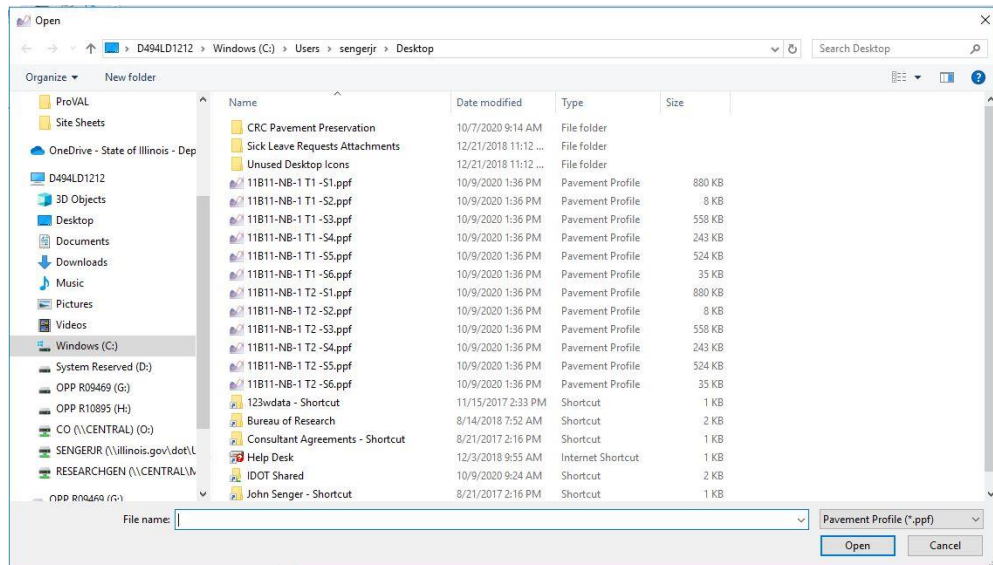 Open
D494LD1212 > Windows (C:) > Users > sengerjr > Desktop
Search Desktop
Organize
New folder
ProVAL
Site Sheets
OneDrive - State of Illinois - Dep
D494LD1212
3D Objects
Desktop
Documents
Downloads
Music
Pictures
Videos
Windows (C:)
System Reserved (D:)
OPP R09469 (G:)
OPP R10895 (H:)
CO (\\CENTRAL) (O:)
SENGERJR (\\illinois.gov\dot\
RESEARCHGEN (\\CENTRAL\
OPP R09469 (G:)
Name Date modified Type Size
CRC Pavement Preservation 10/7/2020 9:14 AM File folder
Sick Leave Requests Attachments 12/21/2018 11:12 ... File folder
Unused Desktop Icons 12/21/2018 11:12 ... File folder
11B11-NB-1 T1 -S1.ppf 10/9/2020 1:36 PM Pavement Profile 880 KB
11B11-NB-1 T1 -S2.ppf 10/9/2020 1:36 PM Pavement Profile 8 KB
11B11-NB-1 T1 -S3.ppf 10/9/2020 1:36 PM Pavement Profile 558 KB
11B11-NB-1 T1 -S4.ppf 10/9/2020 1:36 PM Pavement Profile 243 KB
11B11-NB-1 T1 -S5.ppf 10/9/2020 1:36 PM Pavement Profile 524 KB
11B11-NB-1 T1 -S6.ppf 10/9/2020 1:36 PM Pavement Profile 35 KB
11B11-NB-1 T2 -S1.ppf 10/9/2020 1:36 PM Pavement Profile 880 KB
11B11-NB-1 T2 -S2.ppf 10/9/2020 1:36 PM Pavement Profile 8 KB
11B11-NB-1 T2 -S3.ppf 10/9/2020 1:36 PM Pavement Profile 558 KB
11B11-NB-1 T2 -S4.ppf 10/9/2020 1:36 PM Pavement Profile 243 KB
11B11-NB-1 T2 -S5.ppf 10/9/2020 1:36 PM Pavement Profile 524 KB
11B11-NB-1 T2 -S6.ppf 10/9/2020 1:36 PM Pavement Profile 35 KB
123wdata - Shortcut 11/15/2017 2:33 PM Shortcut 1 KB
Bureau of Research 8/14/2018 7:52 AM Shortcut 2 KB
Consultant Agreements - Shortcut 8/21/2017 2:16 PM Shortcut 1 KB
Help Desk 12/3/2018 9:55 AM Internet Shortcut 1 KB
IDOT Shared 10/9/2020 9:24 AM Shortcut 2 KB
John Senger - Shortcut 8/21/2017 2:16 PM Shortcut 1 KB
File name:
Pavement Profile (*.ppf)
Open
Cancel